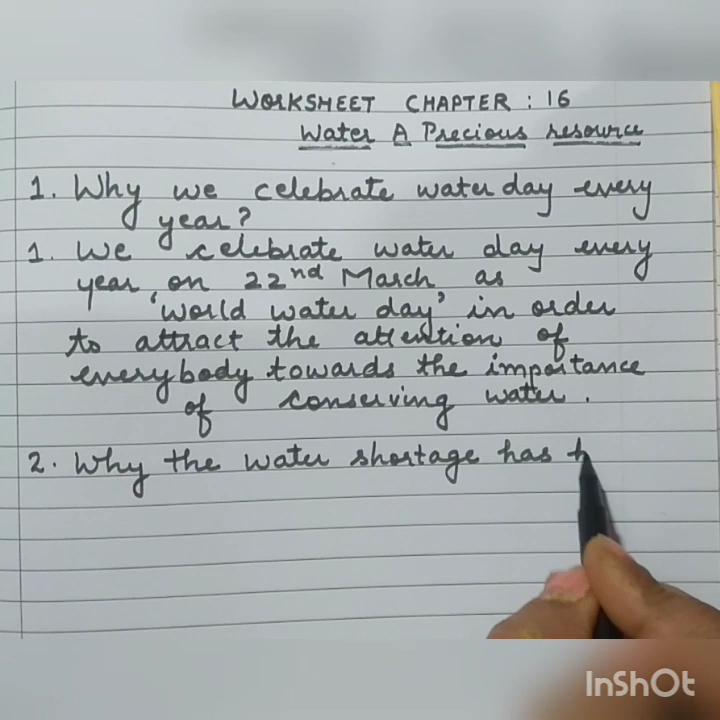 WORKSHEET CHAPTER : 16
Water A Precious resource
1. Why we celebrate water day every
year?
1. We celebrate water day every
year, on 22nd March as
'World water day' in order
to attract the attention of
everybody towards the importance
of conserving water.
2. Why the water shortage has
InShOt